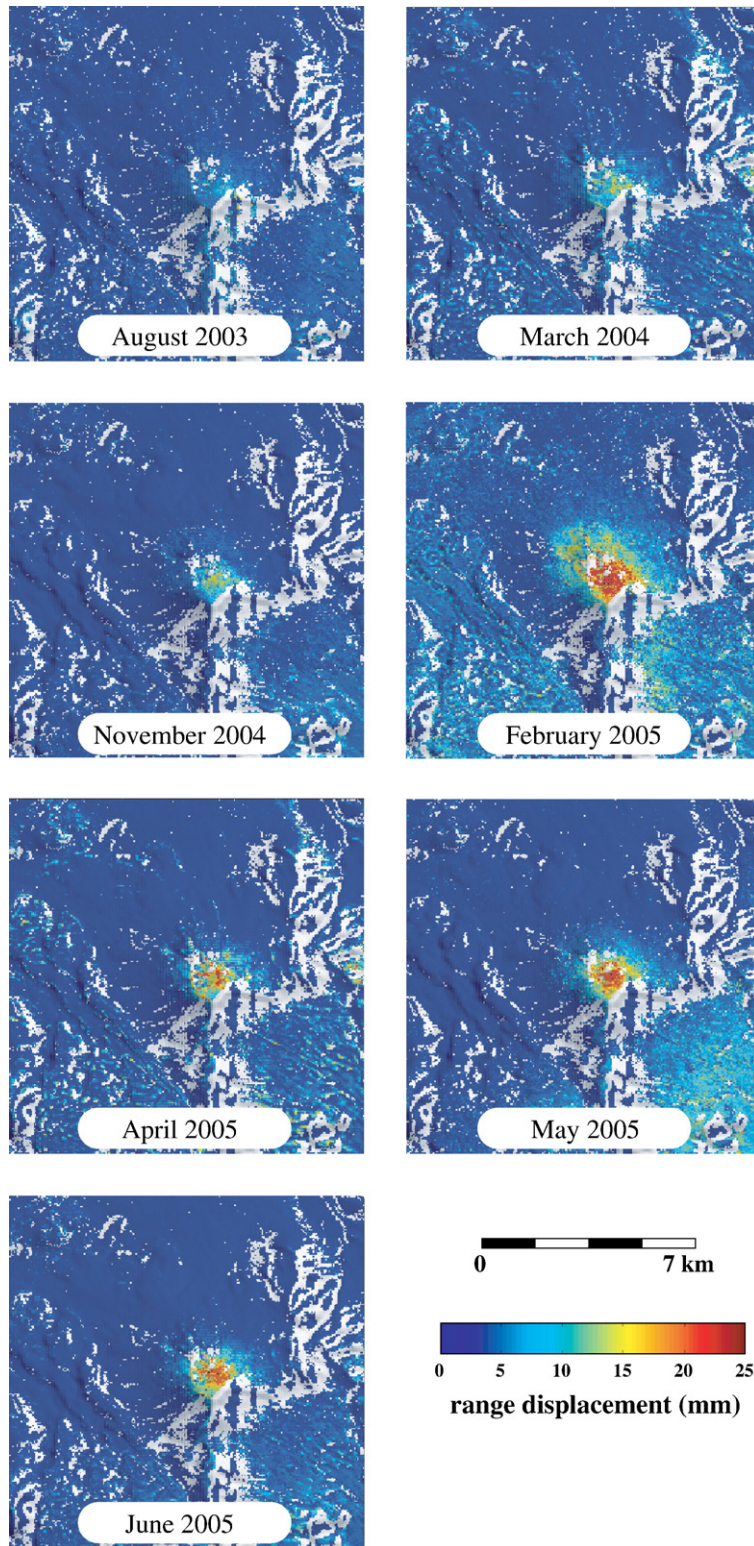 August 2003
March 2004
November 2004
February 2005
April 2005
May 2005
June 2005
0 7 km
0 5 10 15 20 25
range displacement (mm)